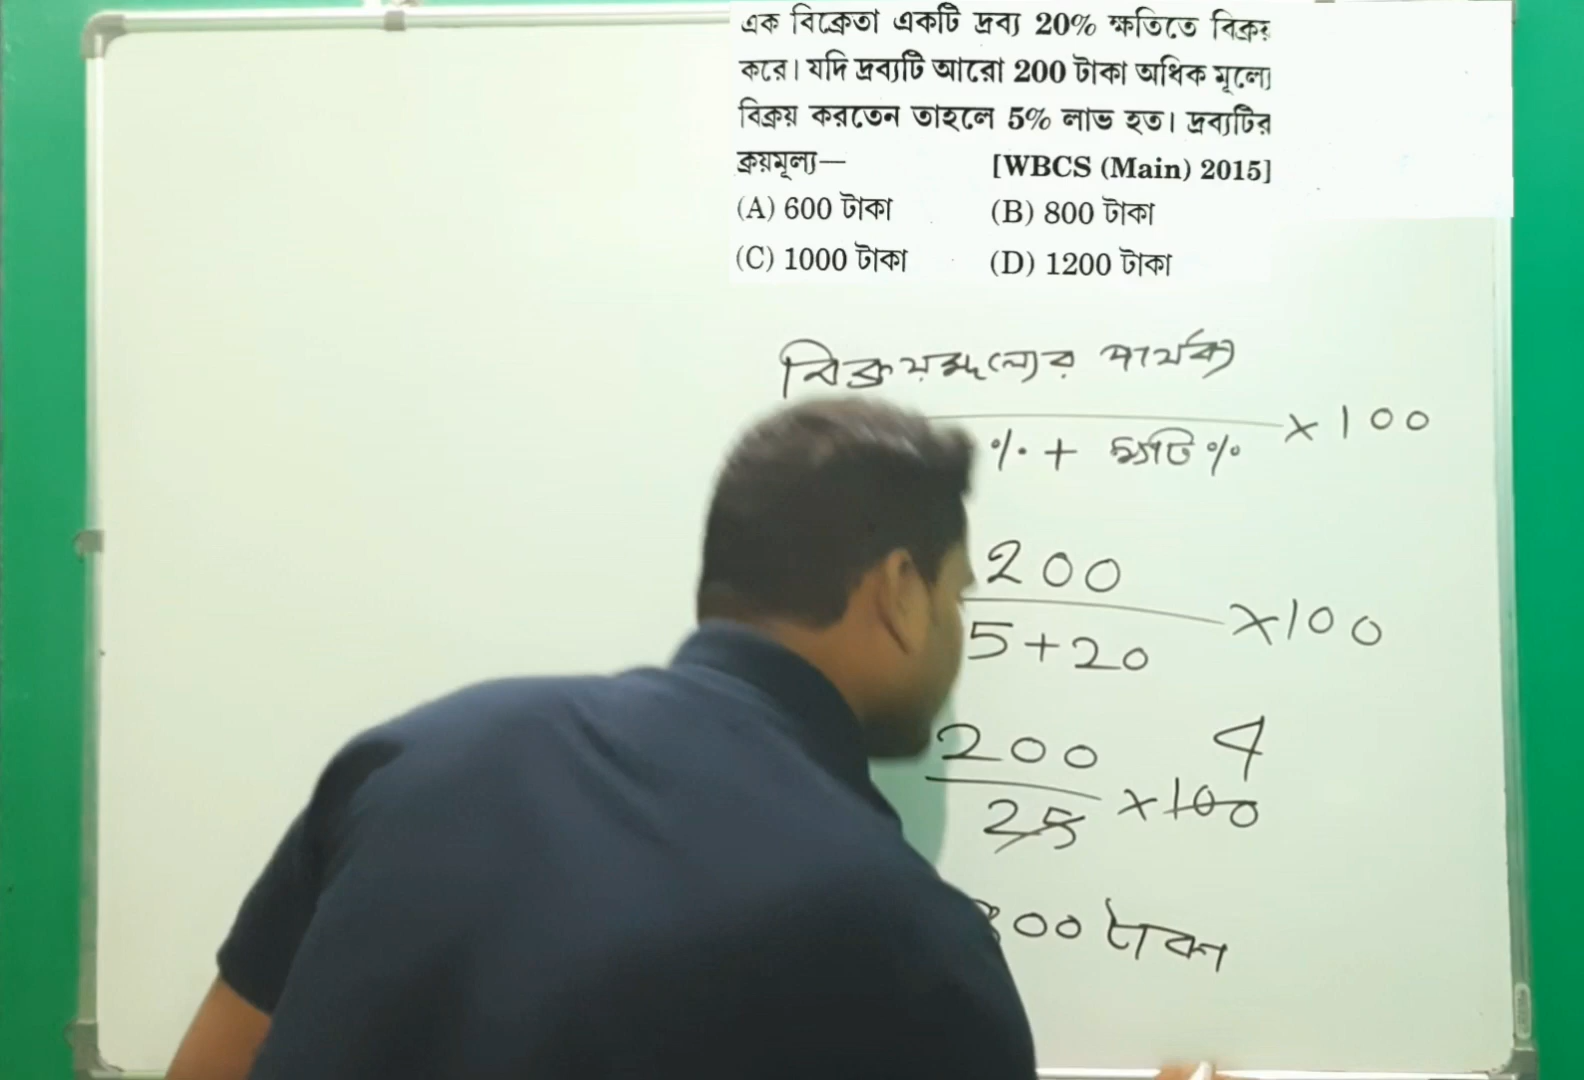 এক বিক্রেতা একটি দ্রব্য 20% ক্ষতিতে বিক্রয়
করে। যদি দ্রব্যটি আরো 200 টাকা অধিক মূল্যে
বিক্রয় করতেন তাহলে 5% লাভ হত। দ্রব্যটির
ক্রয়মূল্য— [WBCS (Main) 2015]
(A) 600 টাকা (B) 800 টাকা
(C) 1000 টাকা (D) 1200 টাকা
বিক্রয়মূল্যের পার্থক্য
% + ক্ষতি % × 100
200
5+20 ×100
200 4
25 ×100
00 টাকা